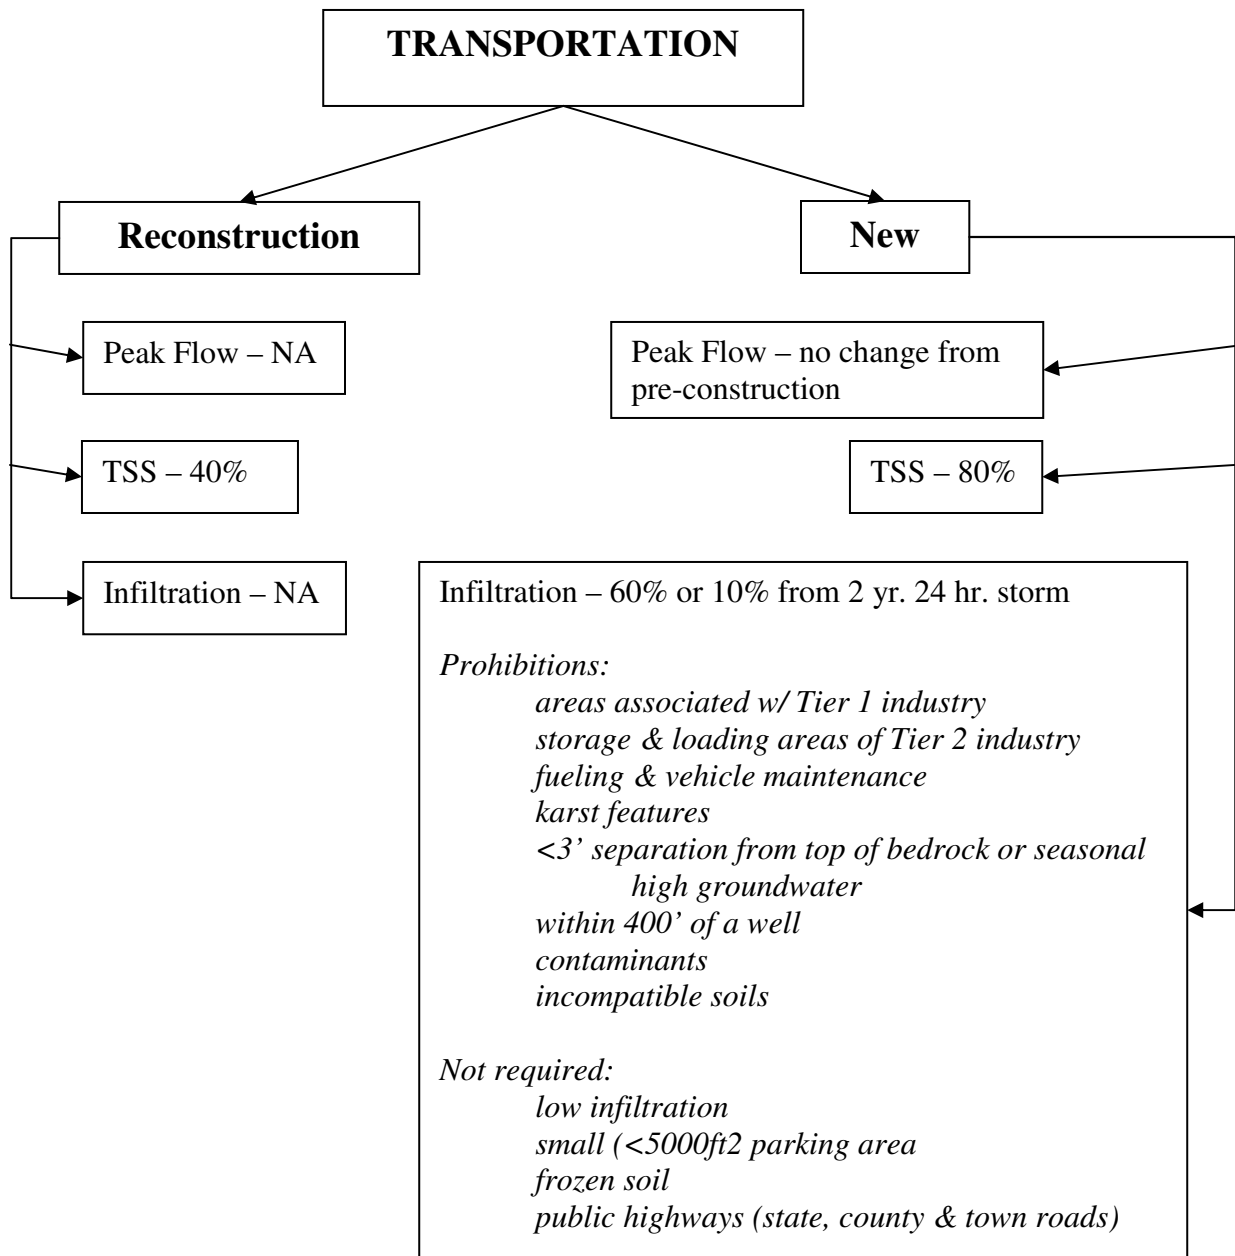 TRANSPORTATION
Reconstruction
New
Peak Flow – NA
Peak Flow – no change from
pre-construction
TSS – 40%
TSS – 80%
Infiltration – NA
Infiltration – 60% or 10% from 2 yr. 24 hr. storm
Prohibitions:
areas associated w/ Tier 1 industry
storage & loading areas of Tier 2 industry
fueling & vehicle maintenance
karst features
<3’ separation from top of bedrock or seasonal
high groundwater
within 400’ of a well
contaminants
incompatible soils
Not required:
low infiltration
small (<5000ft2 parking area
frozen soil
public highways (state, county & town roads)